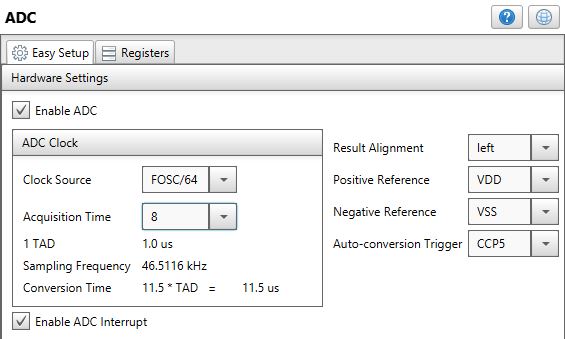 ADC
Easy Setup
Registers
Hardware Settings
Enable ADC
ADC Clock
Clock Source FOSC/64
Acquisition Time 8
1 TAD 1.0 us
Sampling Frequency 46.5116 kHz
Conversion Time 11.5 * TAD = 11.5 us
Result Alignment left
Positive Reference VDD
Negative Reference VSS
Auto-conversion Trigger CCP5
Enable ADC Interrupt